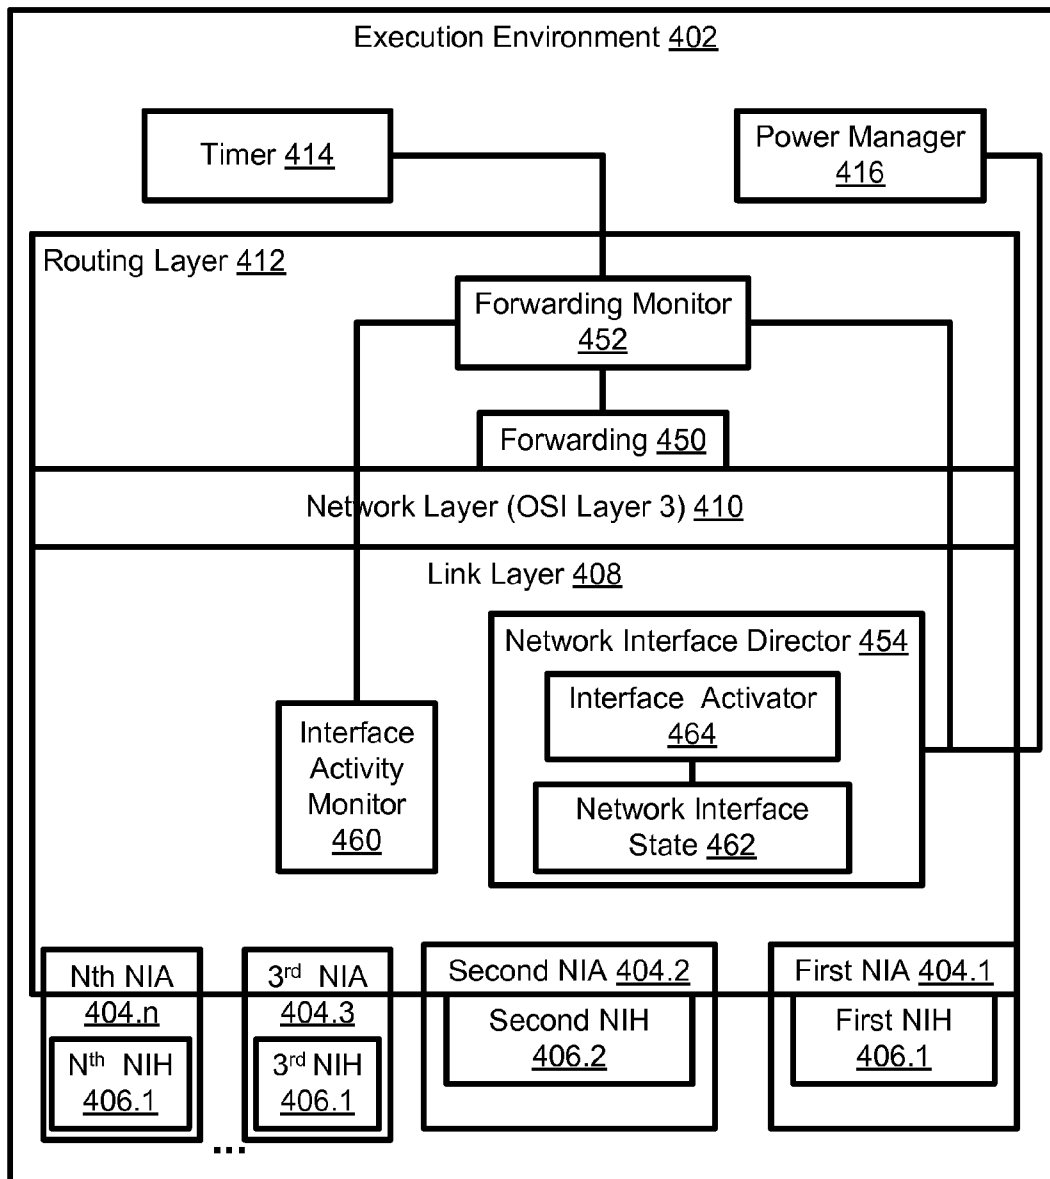 Execution Environment 402
Timer 414
Power Manager
416
Routing Layer 412
Forwarding Monitor
452
Forwarding 450
Network Layer (OSI Layer 3) 410
Link Layer 408
Network Interface Director 454
Interface Activator
464
Network Interface
State 462
Interface
Activity
Monitor
460
Nth NIA
404.n
Nth NIH
406.1
...
3rd NIA
404.3
3rd NIH
406.1
Second NIA 404.2
Second NIH
406.2
First NIA 404.1
First NIH
406.1